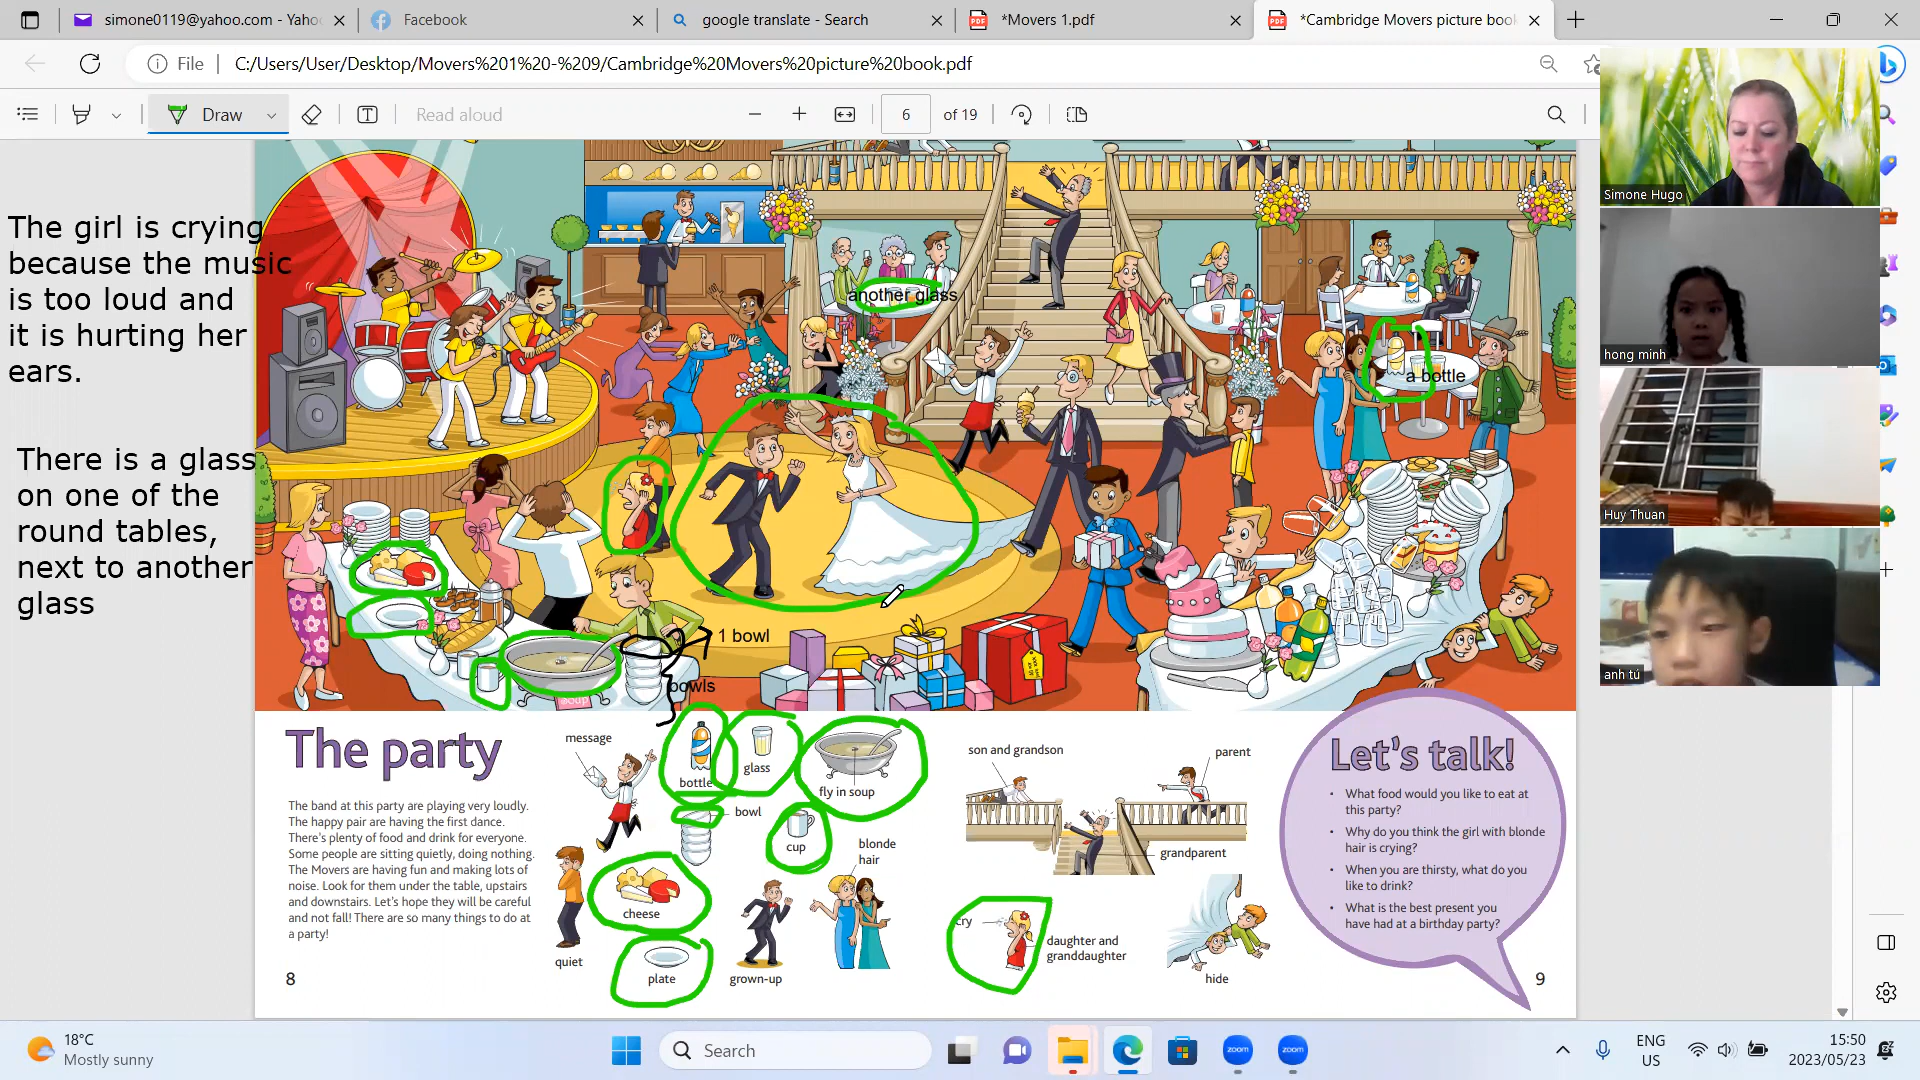 simone0119@yahoo.com - Yaho
Facebook
google translate - Search
*Movers 1.pdf
*Cambridge Movers picture boo
File
C:/Users/User/Desktop/Movers%201%20-%209/Cambridge%20Movers%20picture%20book.pdf
Draw
Read aloud
6
of 19
Simone Hugo
hong minh
Huy Thuan
anh tú
The girl is crying
because the music
is too loud and
it is hurting her
ears.
There is a glass
on one of the
round tables,
next to another
glass
another glass
a bottle
1 bowl
bowls
soup
The party
The band at this party are playing very loudly.
The happy pair are having the first dance.
There's plenty of food and drink for everyone.
Some people are sitting quietly, doing nothing.
The Movers are having fun and making lots of
noise. Look for them under the table, upstairs
and downstairs. Let's hope they will be careful
and not fall! There are so many things to do at
a party!
8
message
bottle
glass
fly in soup
bowl
cup
blonde
hair
cheese
quiet
plate
grown-up
son and grandson
parent
grandparent
cry
daughter and
granddaughter
hide
Let's talk!
• What food would you like to eat at
this party?
• Why do you think the girl with blonde
hair is crying?
• When you are thirsty, what do you
like to drink?
• What is the best present you
have had at a birthday party?
9
18°C
Mostly sunny
Search
zoom
zoom
ENG
US
15:50
2023/05/23